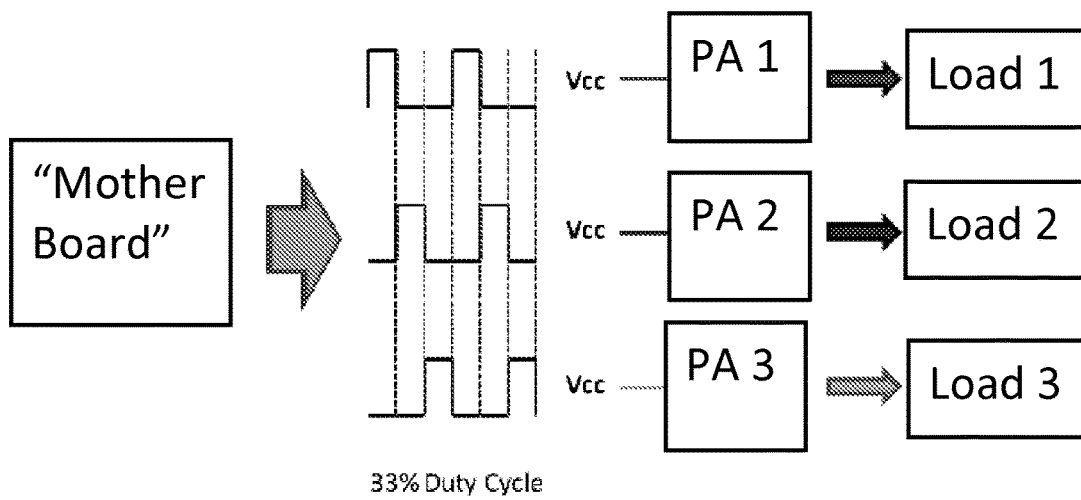 Vcc
PA 1
Load 1
“Mother
Board”
Vcc
PA 2
Load 2
Vcc
PA 3
Load 3
33% Duty Cycle